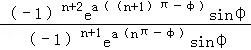 (-1)^{n+2} e^{a((n+1)π-φ)} sinΦ
(-1)^{n+1} e^{a(nπ-φ)} sinΦ